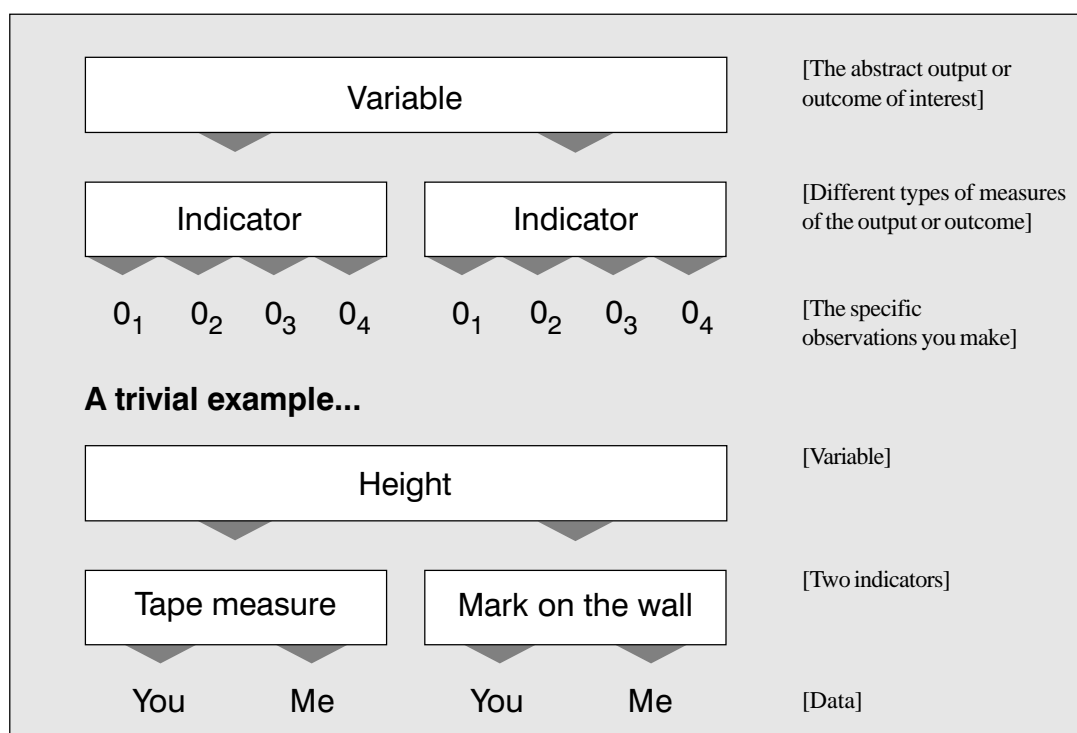 Variable
[The abstract output or
outcome of interest]
Indicator
Indicator
[Different types of measures
of the output or outcome]
0₁ 0₂ 0₃ 0₄ 0₁ 0₂ 0₃ 0₄
[The specific
observations you make]
A trivial example...
Height
[Variable]
Tape measure
Mark on the wall
[Two indicators]
You Me You Me
[Data]